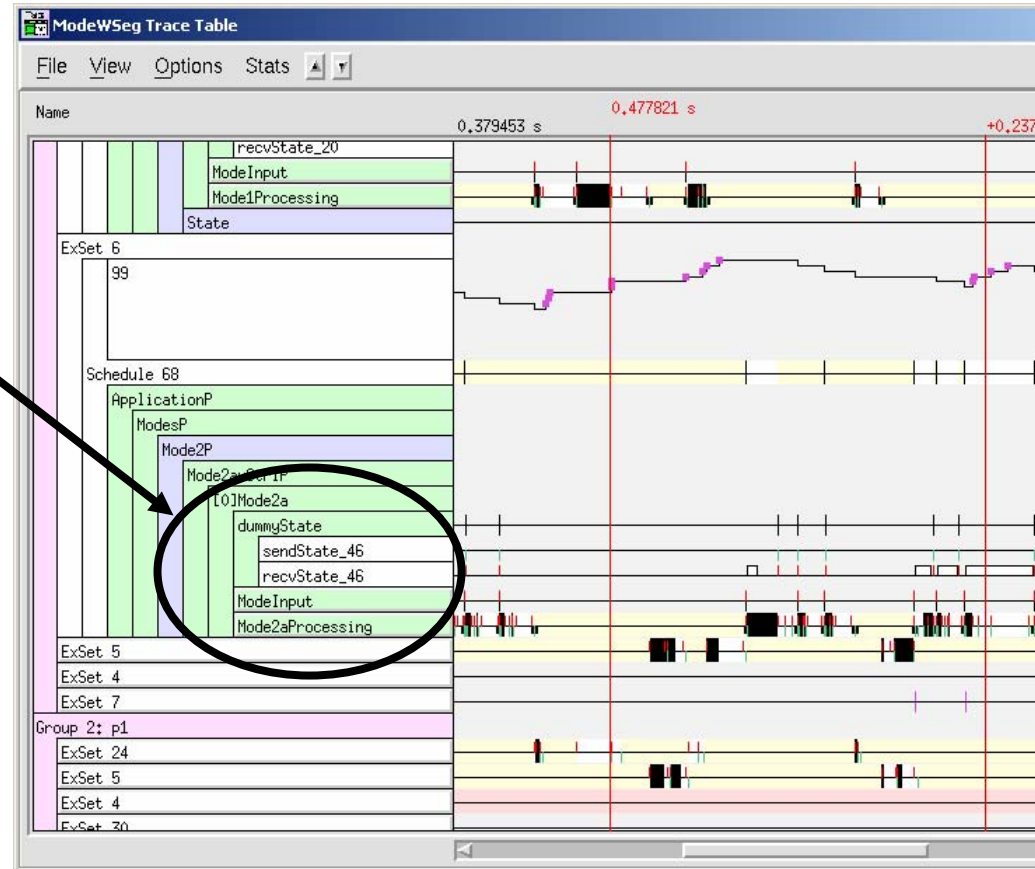 ModeWSeg Trace Table
File View Options Stats
Name
0.477821 s
0.379453 s
+0.237
recvState_20
ModeInput
Mode1Processing
State
ExSet 6
99
Schedule 68
ApplicationP
ModesP
Mode2P
[0]Mode2a
dummyState
sendState_46
recvState_46
ModeInput
Mode2aProcessing
ExSet 5
ExSet 4
ExSet 7
Group 2: p1
ExSet 24
ExSet 5
ExSet 4
ExSet 30